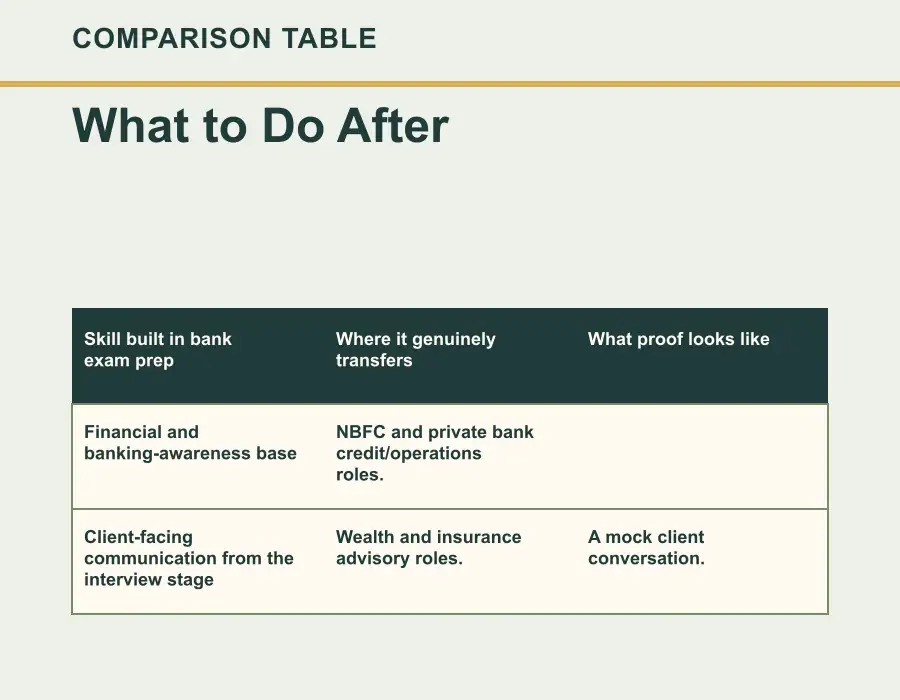 COMPARISON TABLE
What to Do After
Skill built in bank
exam prep
Where it genuinely
transfers
What proof looks like
Financial and
banking-awareness base
NBFC and private bank
credit/operations
roles.
Client-facing
communication from the
interview stage
Wealth and insurance
advisory roles.
A mock client
conversation.